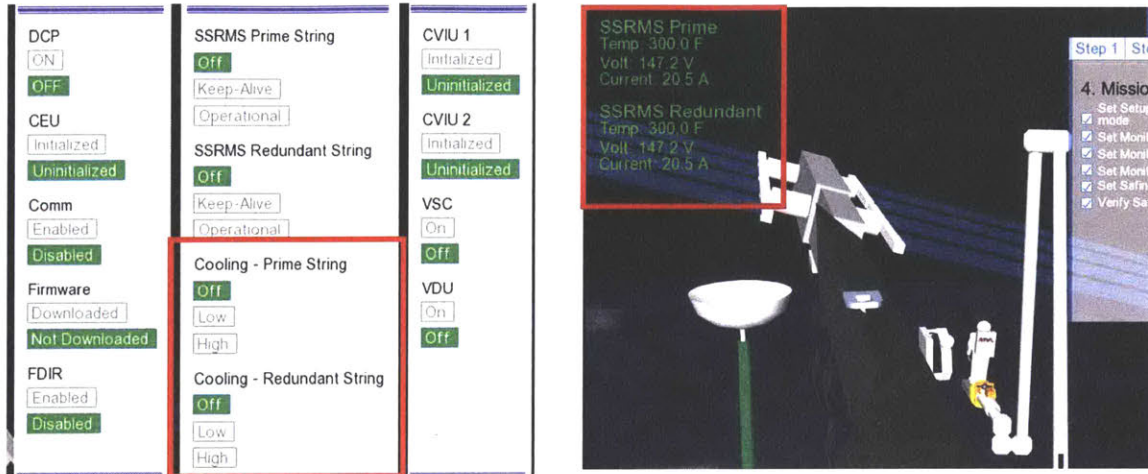 DCP
ON
OFF
CEU
Initialized
Uninitialized
Comm
Enabled
Disabled
Firmware
Downloaded
Not Downloaded
FDIR
Enabled
Disabled
SSRMS Prime String
Off
Keep-Alive
Operational
SSRMS Redundant String
Off
Keep-Alive
Operational
Cooling - Prime String
Off
Low
High
Cooling - Redundant String
Off
Low
High
CVIU 1
Initialized
Uninitialized
CVIU 2
Initialized
Uninitialized
VSC
On
Off
VDU
On
Off
SSRMS Prime
Temp: 300.0 F
Volt: 147.2 V
Current: 20.5 A
SSRMS Redundant
Temp: 300.0 F
Volt: 147.2 V
Current: 20.5 A
Step 1 Ste
4. Missio
Set Setup
mode
Set Monit
Set Monit
Set Monit
Set Safin
Verify Sa